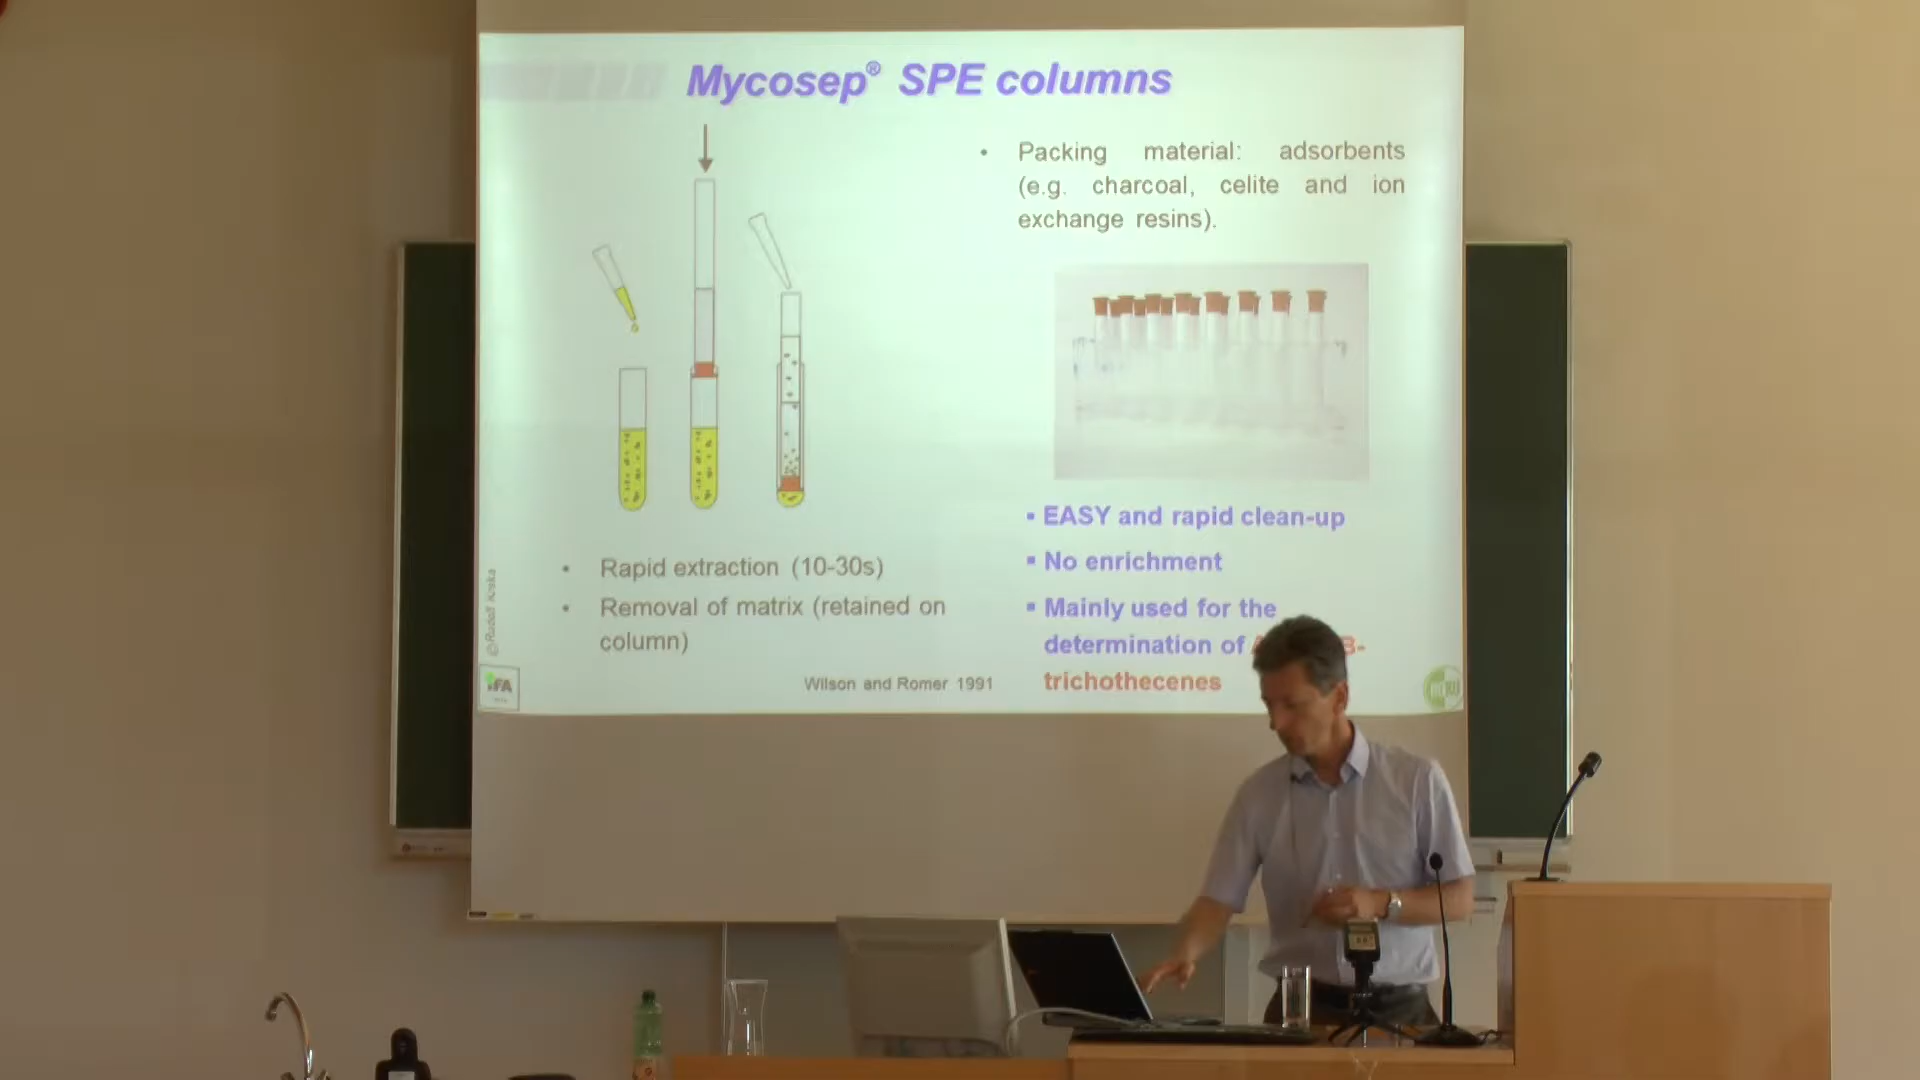 Mycosep® SPE columns
• Packing material: adsorbents
(e.g. charcoal, celite and ion
exchange resins).
▪ EASY and rapid clean-up
▪ No enrichment
▪ Mainly used for the
determination of B-
trichothecenes
• Rapid extraction (10-30s)
• Removal of matrix (retained on
column)
Wilson and Romer 1991
iFA